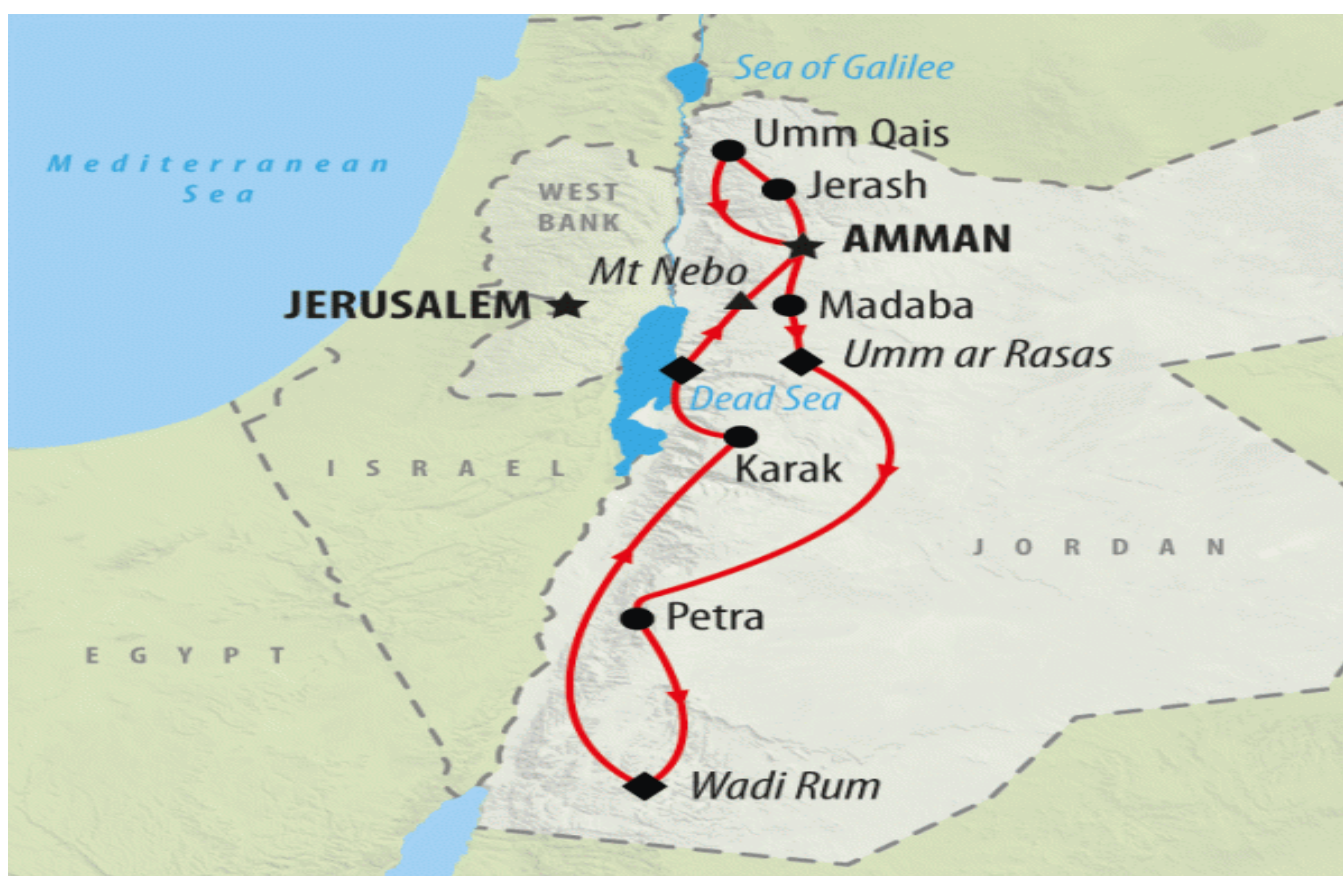 Sea of Galilee
Umm Qais
Mediterranean
Sea
Jerash
WEST
BANK
AMMAN
Mt Nebo
JERUSALEM
Madaba
Umm ar Rasas
Dead Sea
ISRAEL
Karak
JORDAN
Petra
EGYPT
Wadi Rum